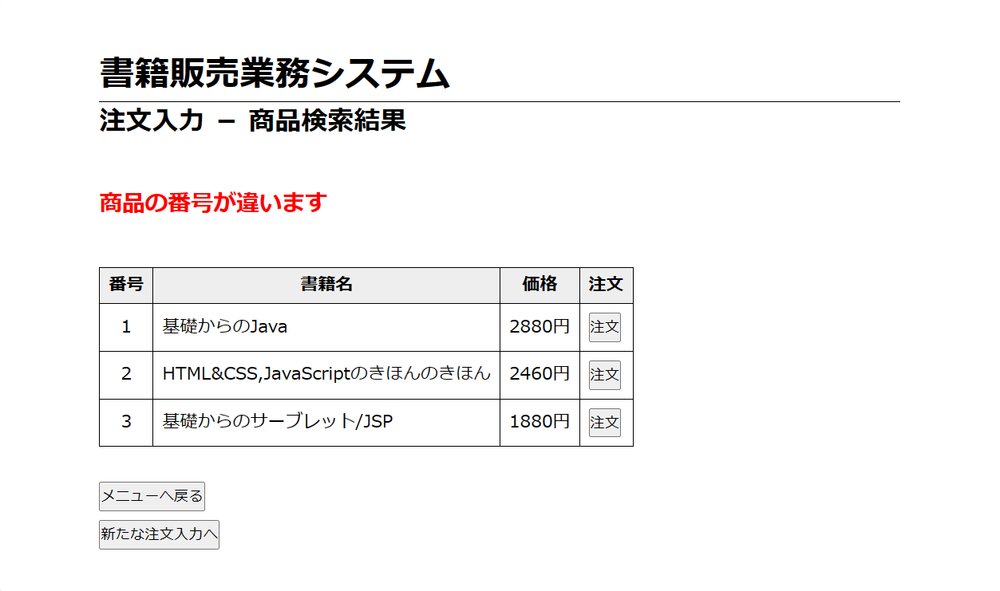 書籍販売業務システム
注文入力 － 商品検索結果
商品の番号が違います
番号 書籍名 価格 注文
1 基礎からのJava 2880円 注文
2 HTML&CSS,JavaScriptのきほんのきほん 2460円 注文
3 基礎からのサーブレット/JSP 1880円 注文
メニューへ戻る
新たな注文入力へ